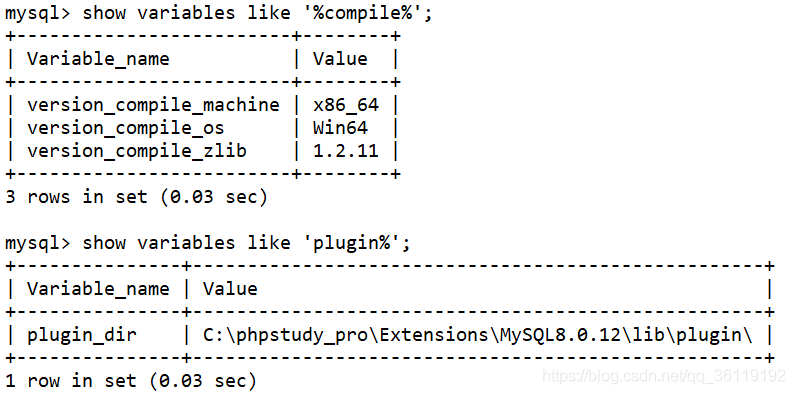 mysql> show variables like '%compile%';
+-------------------------+--------+
| Variable_name           | Value  |
+-------------------------+--------+
| version_compile_machine | x86_64 |
| version_compile_os      | Win64  |
| version_compile_zlib    | 1.2.11 |
+-------------------------+--------+
3 rows in set (0.03 sec)

mysql> show variables like 'plugin%';
+---------------+----------------------------------------------------+
| Variable_name | Value                                              |
+---------------+----------------------------------------------------+
| plugin_dir    | C:\phpstudy_pro\Extensions\MySQL8.0.12\lib\plugin\ |
+---------------+----------------------------------------------------+
1 row in set (0.03 sec)
https://blog.csdn.net/qq_36119192